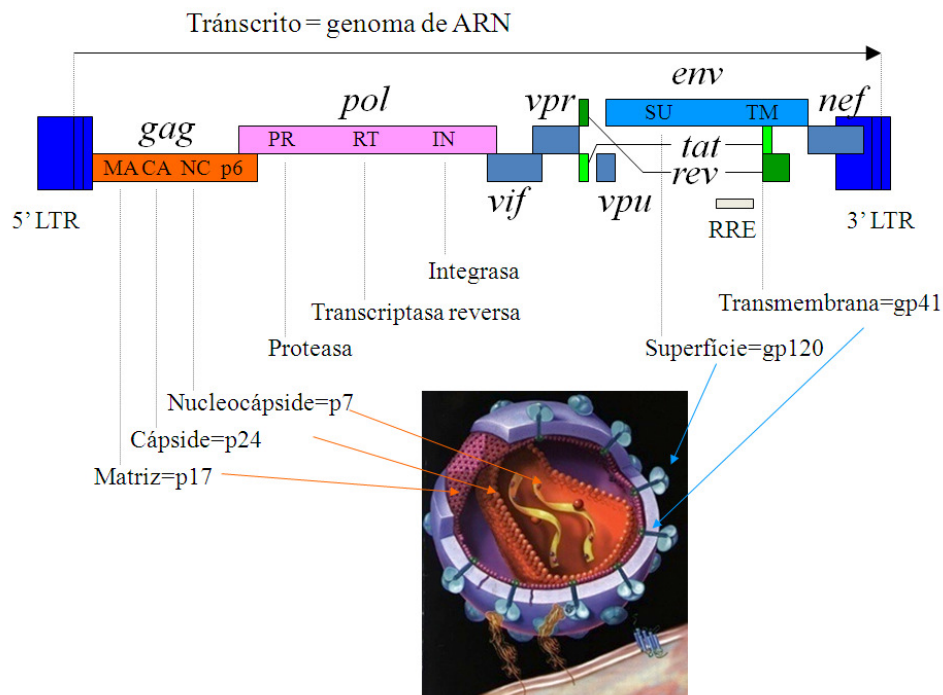 Tránscrito = genoma de ARN
env
vpr
nef
pol
gag
SU TM
PR RT IN
tat
MA CA NC p6
rev
vif
vpu
5’ LTR
RRE
3’ LTR
Integrasa
Transcriptasa reversa
Transmembrana=gp41
Proteasa
Superfície=gp120
Nucleocápside=p7
Cápside=p24
Matriz=p17